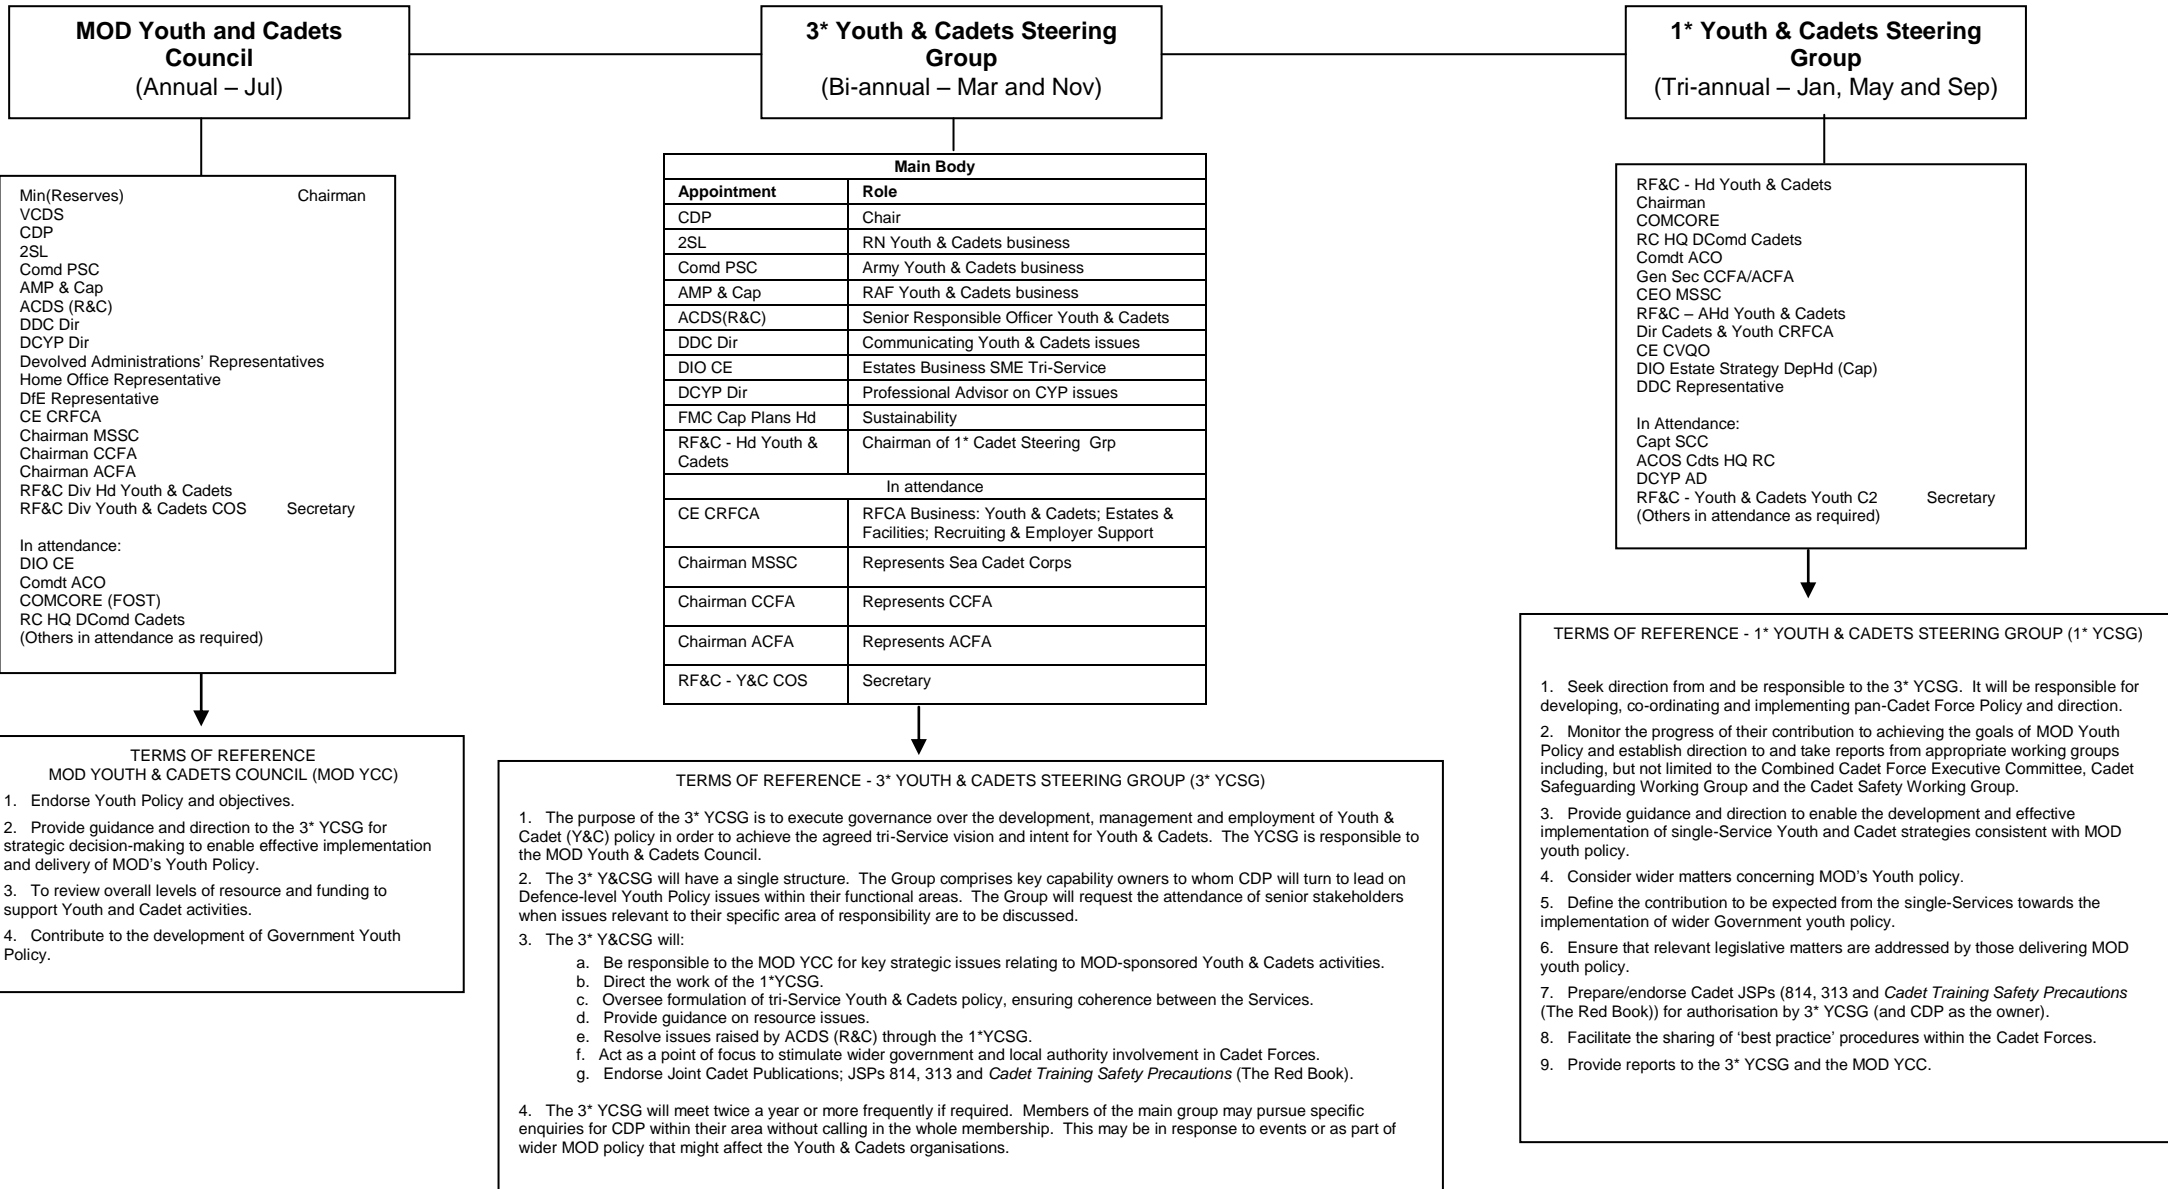 MOD Youth and Cadets
Council
(Annual – Jul)
3* Youth & Cadets Steering
Group
(Bi-annual – Mar and Nov)
1* Youth & Cadets Steering
Group
(Tri-annual – Jan, May and Sep)
Min(Reserves) Chairman
VCDS
CDP
2SL
Comd PSC
AMP & Cap
ACDS (R&C)
DDC Dir
DCYP Dir
Devolved Administrations’ Representatives
Home Office Representative
DfE Representative
CE CRFCA
Chairman MSSC
Chairman CCFA
Chairman ACFA
RF&C Div Hd Youth & Cadets
RF&C Div Youth & Cadets COS Secretary
In attendance:
DIO CE
Comdt ACO
COMCORE (FOST)
RC HQ DComd Cadets
(Others in attendance as required)
TERMS OF REFERENCE
MOD YOUTH & CADETS COUNCIL (MOD YCC)
1. Endorse Youth Policy and objectives.
2. Provide guidance and direction to the 3* YCSG for
strategic decision-making to enable effective implementation
and delivery of MOD’s Youth Policy.
3. To review overall levels of resource and funding to
support Youth and Cadet activities.
4. Contribute to the development of Government Youth
Policy.
Main Body
Appointment Role
CDP Chair
2SL RN Youth & Cadets business
Comd PSC Army Youth & Cadets business
AMP & Cap RAF Youth & Cadets business
ACDS(R&C) Senior Responsible Officer Youth & Cadets
DDC Dir Communicating Youth & Cadets issues
DIO CE Estates Business SME Tri-Service
DCYP Dir Professional Advisor on CYP issues
FMC Cap Plans Hd Sustainability
RF&C - Hd Youth & Chairman of 1* Cadet Steering Grp
Cadets
In attendance
CE CRFCA RFCA Business: Youth & Cadets; Estates &
Facilities; Recruiting & Employer Support
Chairman MSSC Represents Sea Cadet Corps
Chairman CCFA Represents CCFA
Chairman ACFA Represents ACFA
RF&C - Y&C COS Secretary
TERMS OF REFERENCE - 3* YOUTH & CADETS STEERING GROUP (3* YCSG)
1. The purpose of the 3* YCSG is to execute governance over the development, management and employment of Youth &
Cadet (Y&C) policy in order to achieve the agreed tri-Service vision and intent for Youth & Cadets. The YCSG is responsible to
the MOD Youth & Cadets Council.
2. The 3* Y&CSG will have a single structure. The Group comprises key capability owners to whom CDP will turn to lead on
Defence-level Youth Policy issues within their functional areas. The Group will request the attendance of senior stakeholders
when issues relevant to their specific area of responsibility are to be discussed.
3. The 3* Y&CSG will:
a. Be responsible to the MOD YCC for key strategic issues relating to MOD-sponsored Youth & Cadets activities.
b. Direct the work of the 1*YCSG.
c. Oversee formulation of tri-Service Youth & Cadets policy, ensuring coherence between the Services.
d. Provide guidance on resource issues.
e. Resolve issues raised by ACDS (R&C) through the 1*YCSG.
f. Act as a point of focus to stimulate wider government and local authority involvement in Cadet Forces.
g. Endorse Joint Cadet Publications; JSPs 814, 313 and Cadet Training Safety Precautions (The Red Book).
4. The 3* YCSG will meet twice a year or more frequently if required. Members of the main group may pursue specific
enquiries for CDP within their area without calling in the whole membership. This may be in response to events or as part of
wider MOD policy that might affect the Youth & Cadets organisations.
RF&C - Hd Youth & Cadets
Chairman
COMCORE
RC HQ DComd Cadets
Comdt ACO
Gen Sec CCFA/ACFA
CEO MSSC
RF&C – AHd Youth & Cadets
Dir Cadets & Youth CRFCA
CE CVQO
DIO Estate Strategy DepHd (Cap)
DDC Representative
In Attendance:
Capt SCC
ACOS Cdts HQ RC
DCYP AD
RF&C - Youth & Cadets Youth C2 Secretary
(Others in attendance as required)
TERMS OF REFERENCE - 1* YOUTH & CADETS STEERING GROUP (1* YCSG)
1. Seek direction from and be responsible to the 3* YCSG. It will be responsible for
developing, co-ordinating and implementing pan-Cadet Force Policy and direction.
2. Monitor the progress of their contribution to achieving the goals of MOD Youth
Policy and establish direction to and take reports from appropriate working groups
including, but not limited to the Combined Cadet Force Executive Committee, Cadet
Safeguarding Working Group and the Cadet Safety Working Group.
3. Provide guidance and direction to enable the development and effective
implementation of single-Service Youth and Cadet strategies consistent with MOD
youth policy.
4. Consider wider matters concerning MOD’s Youth policy.
5. Define the contribution to be expected from the single-Services towards the
implementation of wider Government youth policy.
6. Ensure that relevant legislative matters are addressed by those delivering MOD
youth policy.
7. Prepare/endorse Cadet JSPs (814, 313 and Cadet Training Safety Precautions
(The Red Book)) for authorisation by 3* YCSG (and CDP as the owner).
8. Facilitate the sharing of ‘best practice’ procedures within the Cadet Forces.
9. Provide reports to the 3* YCSG and the MOD YCC.